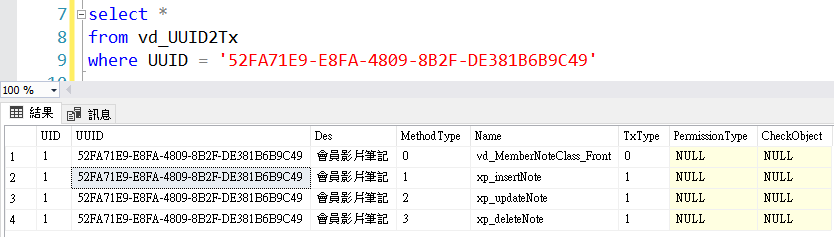 7 select *
8 from vd_UUID2Tx
9 where UUID = '52FA71E9-E8FA-4809-8B2F-DE381B6B9C49'
100 %
結果 訊息
UID UUID Des MethodType Name TxType PermissionType CheckObject
1 1 52FA71E9-E8FA-4809-8B2F-DE381B6B9C49 會員影片筆記 0 vd_MemberNoteClass_Front 0 NULL NULL
2 1 52FA71E9-E8FA-4809-8B2F-DE381B6B9C49 會員影片筆記 1 xp_insertNote 1 NULL NULL
3 1 52FA71E9-E8FA-4809-8B2F-DE381B6B9C49 會員影片筆記 2 xp_updateNote 1 NULL NULL
4 1 52FA71E9-E8FA-4809-8B2F-DE381B6B9C49 會員影片筆記 3 xp_deleteNote 1 NULL NULL